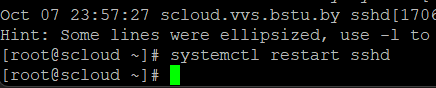 Oct 07 23:57:27 scloud.vvs.bstu.by sshd[1706
Hint: Some lines were ellipsized, use -l to
[root@scloud ~]# systemctl restart sshd
[root@scloud ~]#